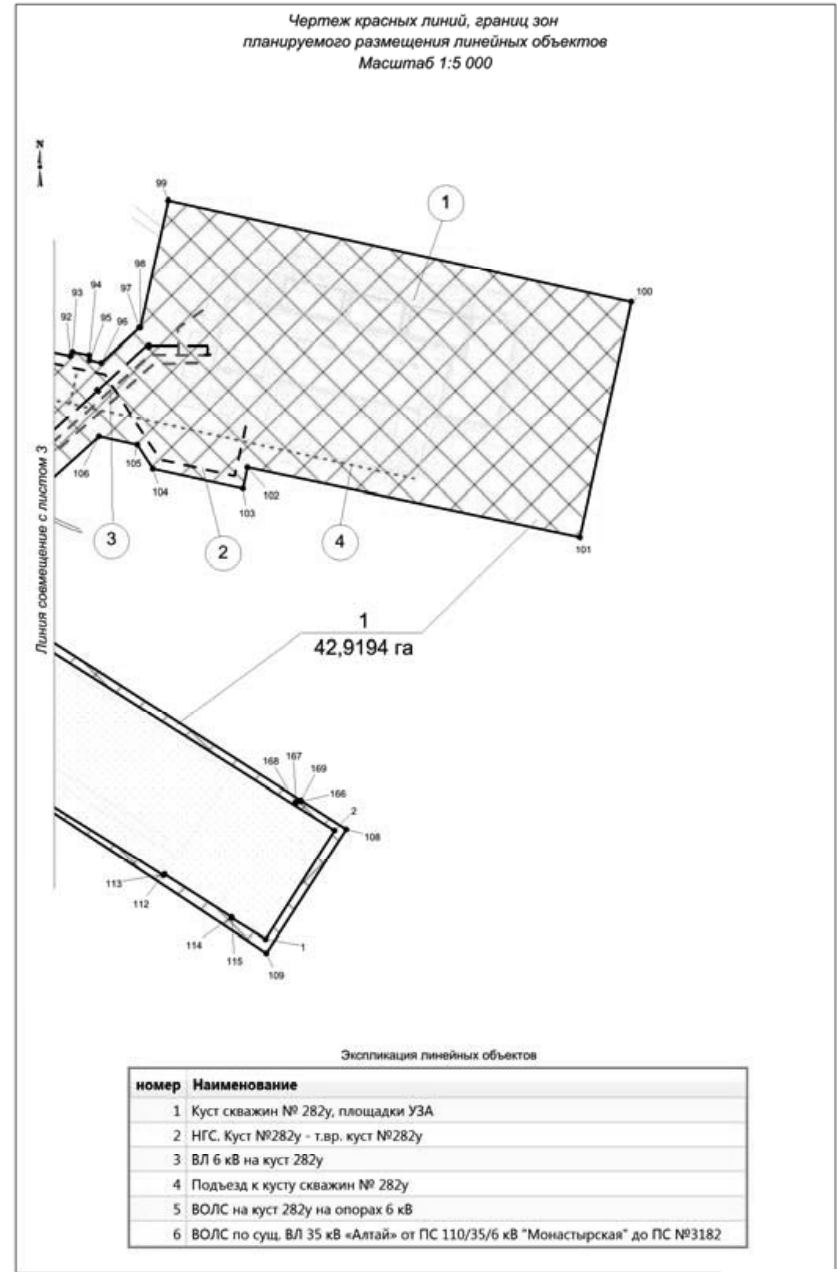 Чертеж красных линий, границ зон
планируемого размещения линейных объектов
Масштаб 1:5 000
N
99
1
98
100
97
94
93
95
92
96
Линия совмещение с листом 3
106
105
104
102
103
101
3
2
4
1
42,9194 га
167
168
169
166
2
108
113
112
114
115
1
109
Экспликация линейных объектов
номер Наименование
1 Куст скважин № 282у, площадки УЗА
2 НГС. Куст №282у - т.вр. куст №282у
3 ВЛ 6 кВ на куст 282у
4 Подъезд к кусту скважин № 282у
5 ВОЛС на куст 282у на опорах 6 кВ
6 ВОЛС по сущ. ВЛ 35 кВ «Алтай» от ПС 110/35/6 кВ "Монастырская" до ПС №3182